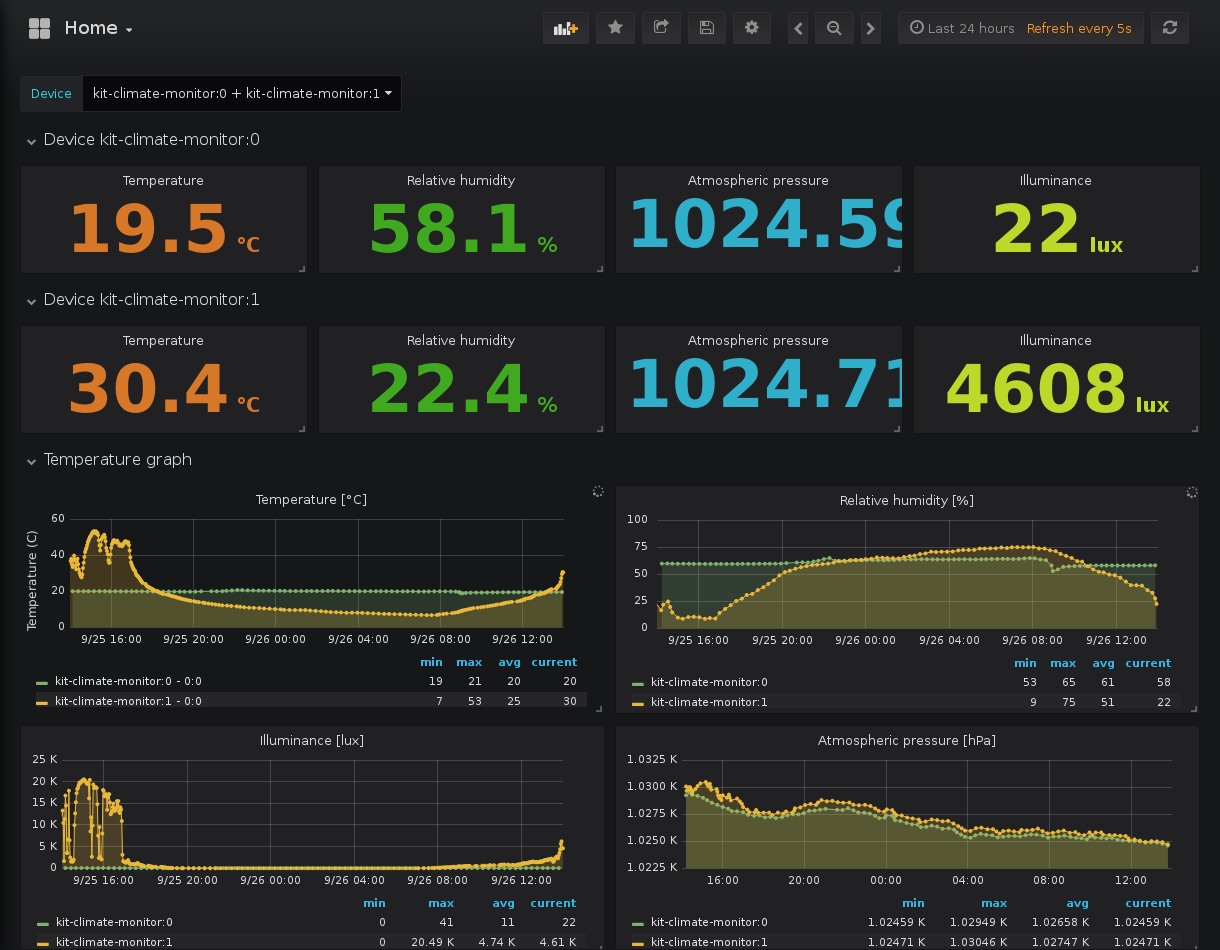 Home
Last 24 hours Refresh every 5s
Device kit-climate-monitor:0 + kit-climate-monitor:1
Device kit-climate-monitor:0
Temperature Relative humidity Atmospheric pressure Illuminance
19.5 °C 58.1 % 1024.59 22 lux
Device kit-climate-monitor:1
Temperature Relative humidity Atmospheric pressure Illuminance
30.4 °C 22.4 % 1024.71 4608 lux
Temperature graph
Temperature [°C]
Temperature (C)
60
40
20
0
9/25 16:00 9/25 20:00 9/26 00:00 9/26 04:00 9/26 08:00 9/26 12:00
min max avg current
kit-climate-monitor:0 - 0:0 19 21 20 20
kit-climate-monitor:1 - 0:0 7 53 25 30
Relative humidity [%]
100
75
50
25
0
9/25 16:00 9/25 20:00 9/26 00:00 9/26 04:00 9/26 08:00 9/26 12:00
min max avg current
kit-climate-monitor:0 53 65 61 58
kit-climate-monitor:1 9 75 51 22
Illuminance [lux]
25 K
20 K
15 K
10 K
5 K
0
9/25 16:00 9/25 20:00 9/26 00:00 9/26 04:00 9/26 08:00 9/26 12:00
min max avg current
kit-climate-monitor:0 0 41 11 22
kit-climate-monitor:1 0 20.49 K 4.74 K 4.61 K
Atmospheric pressure [hPa]
1.0325 K
1.0300 K
1.0275 K
1.0250 K
1.0225 K
16:00 20:00 00:00 04:00 08:00 12:00
min max avg current
kit-climate-monitor:0 1.02459 K 1.02949 K 1.02658 K 1.02459 K
kit-climate-monitor:1 1.02471 K 1.03046 K 1.02747 K 1.02471 K